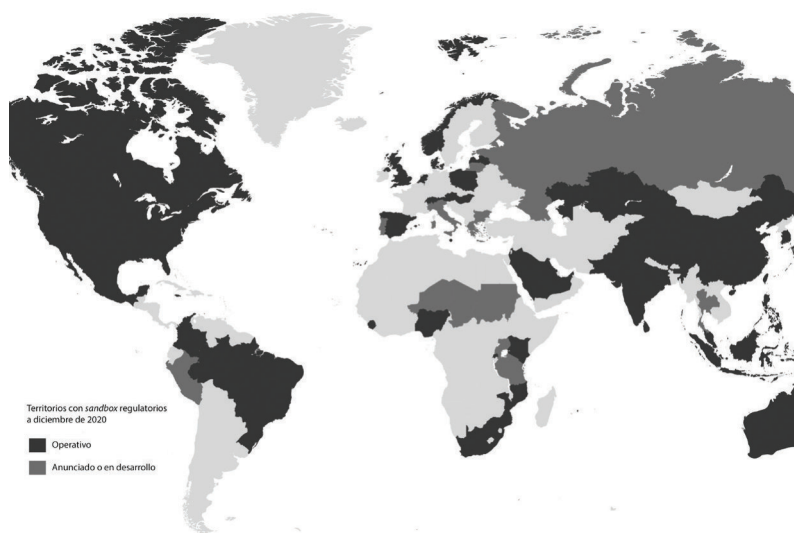 Territorios con sandbox regulatorios
a diciembre de 2020
Operativo
Anunciado o en desarrollo